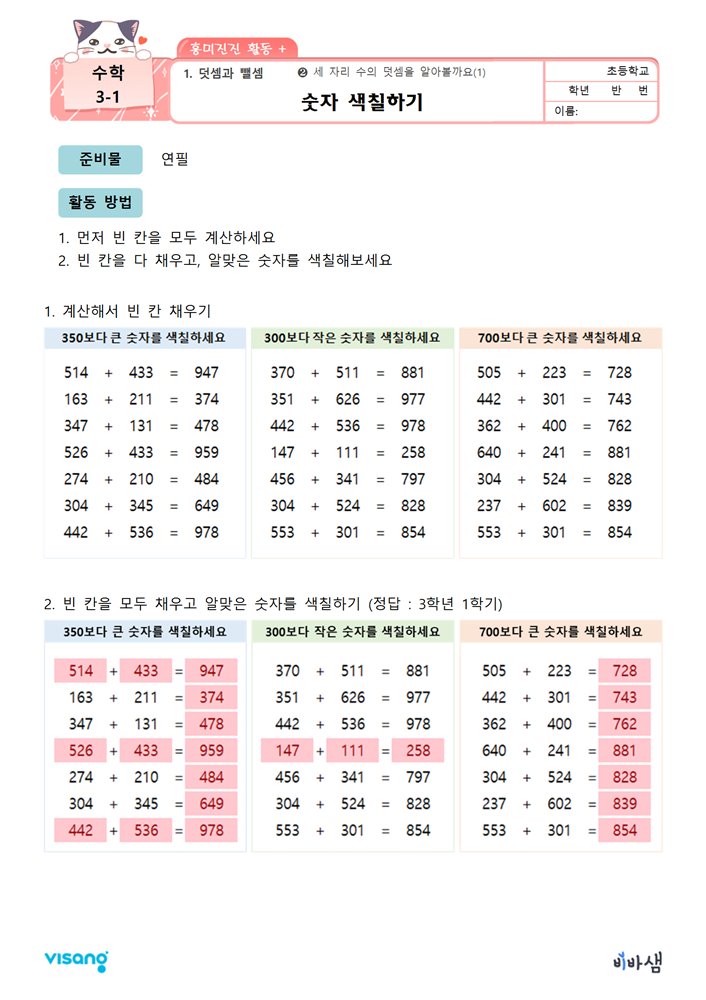 흥미진진 활동 +
수학
3-1
1. 덧셈과 뺄셈 ❷ 세 자리 수의 덧셈을 알아볼까요(1)
숫자 색칠하기
초등학교
학년 반 번
이름:
준비물 연필
활동 방법
1. 먼저 빈 칸을 모두 계산하세요
2. 빈 칸을 다 채우고, 알맞은 숫자를 색칠해보세요
1. 계산해서 빈 칸 채우기
350보다 큰 숫자를 색칠하세요
514 + 433 = 947
163 + 211 = 374
347 + 131 = 478
526 + 433 = 959
274 + 210 = 484
304 + 345 = 649
442 + 536 = 978
300보다 작은 숫자를 색칠하세요
370 + 511 = 881
351 + 626 = 977
442 + 536 = 978
147 + 111 = 258
456 + 341 = 797
304 + 524 = 828
553 + 301 = 854
700보다 큰 숫자를 색칠하세요
505 + 223 = 728
442 + 301 = 743
362 + 400 = 762
640 + 241 = 881
304 + 524 = 828
237 + 602 = 839
553 + 301 = 854
2. 빈 칸을 모두 채우고 알맞은 숫자를 색칠하기 (정답 : 3학년 1학기)
350보다 큰 숫자를 색칠하세요
514 + 433 = 947
163 + 211 = 374
347 + 131 = 478
526 + 433 = 959
274 + 210 = 484
304 + 345 = 649
442 + 536 = 978
300보다 작은 숫자를 색칠하세요
370 + 511 = 881
351 + 626 = 977
442 + 536 = 978
147 + 111 = 258
456 + 341 = 797
304 + 524 = 828
553 + 301 = 854
700보다 큰 숫자를 색칠하세요
505 + 223 = 728
442 + 301 = 743
362 + 400 = 762
640 + 241 = 881
304 + 524 = 828
237 + 602 = 839
553 + 301 = 854
visang
비바샘